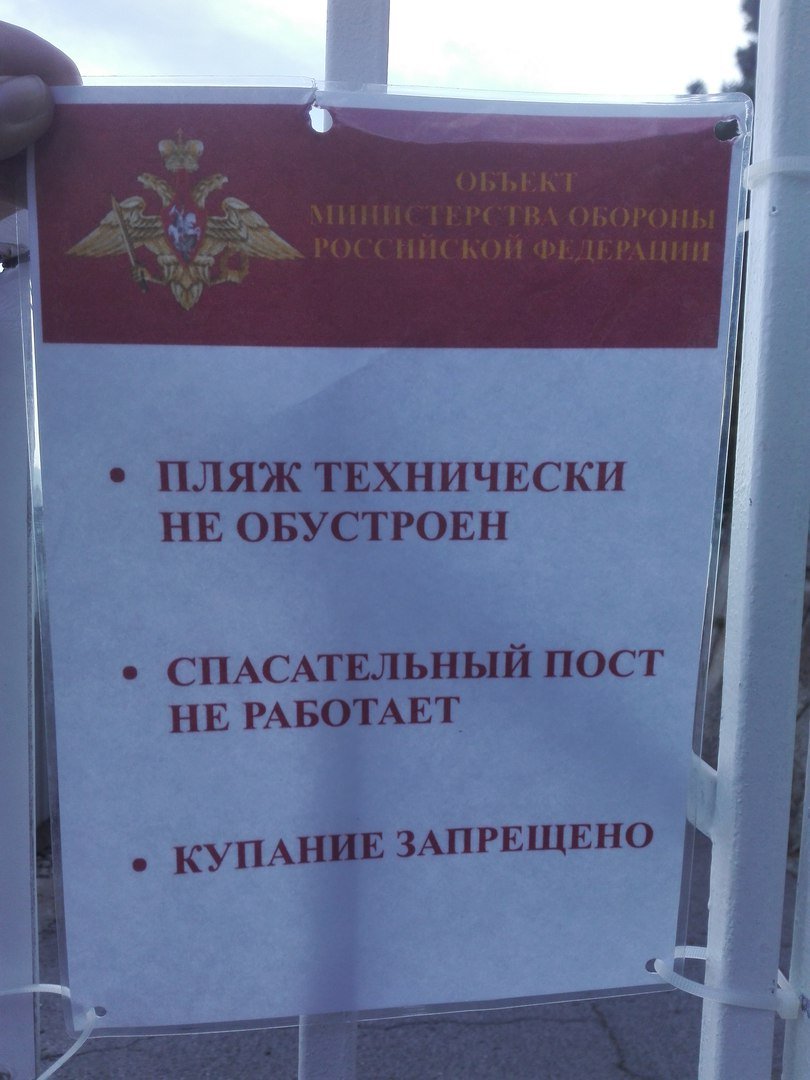 ОБЪЕКТ
МИНИСТЕРСТВА ОБОРОНЫ
РОССИЙСКОЙ ФЕДЕРАЦИИ
• ПЛЯЖ ТЕХНИЧЕСКИ
НЕ ОБУСТРОЕН
• СПАСАТЕЛЬНЫЙ ПОСТ
НЕ РАБОТАЕТ
• КУПАНИЕ ЗАПРЕЩЕНО